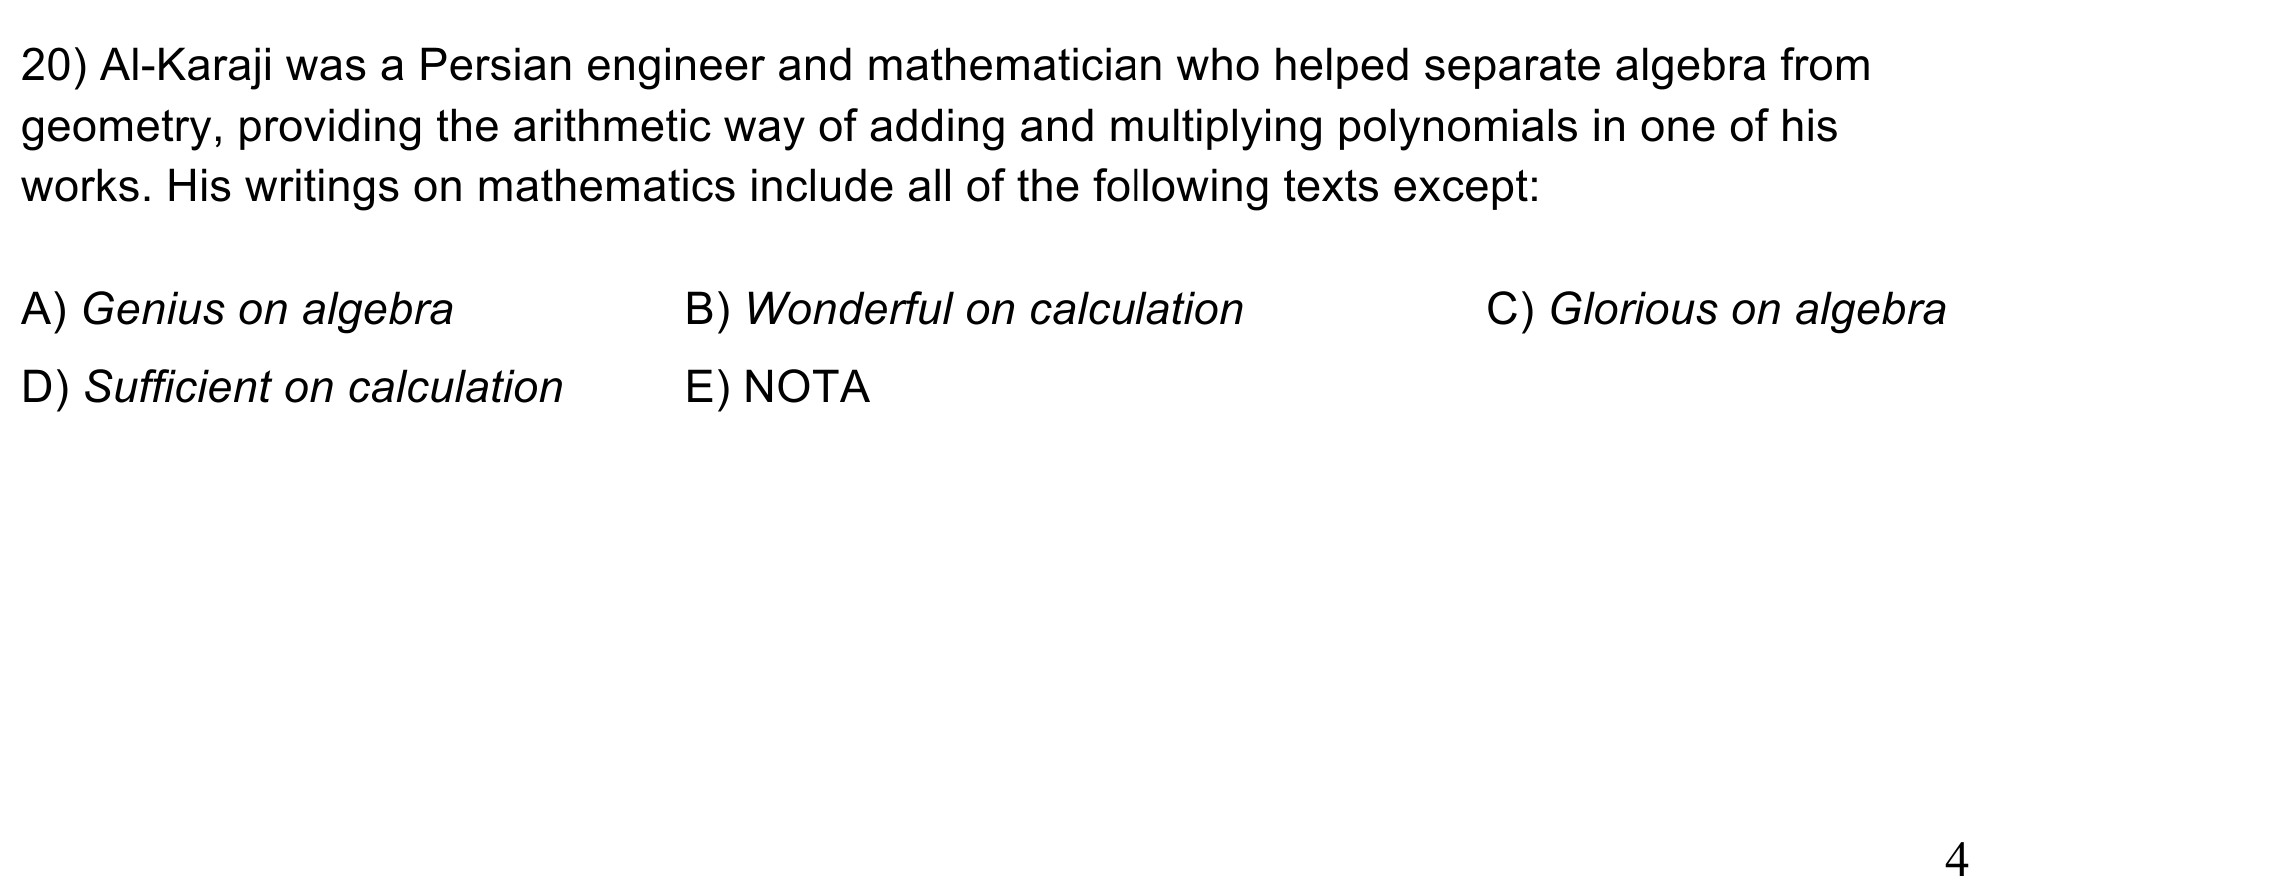 20) Al-Karaji was a Persian engineer and mathematician who helped separate algebra from
geometry, providing the arithmetic way of adding and multiplying polynomials in one of his
works. His writings on mathematics include all of the following texts except:
A) Genius on algebra B) Wonderful on calculation C) Glorious on algebra
D) Sufficient on calculation E) NOTA
4